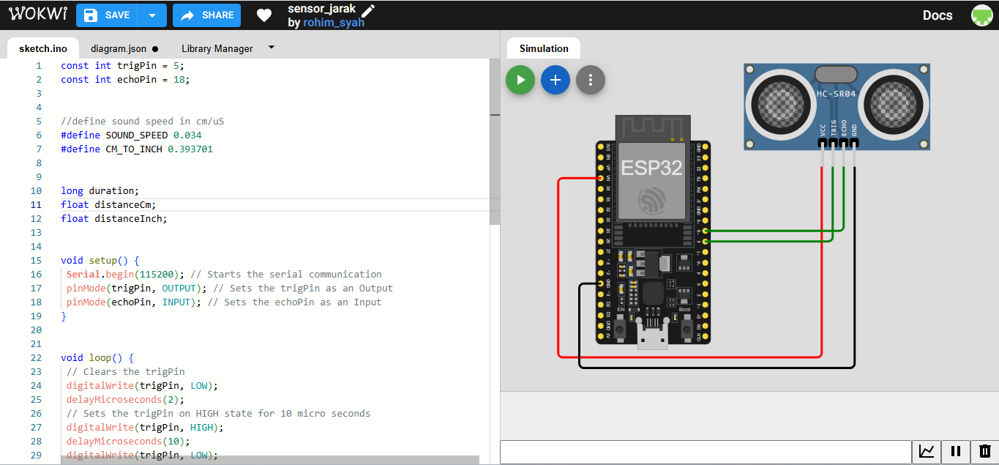 WOKWI SAVE SHARE sensor_jarak Docs
by rohim_syah
sketch.ino diagram.json Library Manager Simulation
1 const int trigPin = 5;
2 const int echoPin = 18;
3
4
5 //define sound speed in cm/uS
6 #define SOUND_SPEED 0.034
7 #define CM_TO_INCH 0.393701
8
9
10 long duration;
11 float distanceCm;
12 float distanceInch;
13
14
15 void setup() {
16 Serial.begin(115200); // Starts the serial communication
17 pinMode(trigPin, OUTPUT); // Sets the trigPin as an Output
18 pinMode(echoPin, INPUT); // Sets the echoPin as an Input
19 }
20
21
22 void loop() {
23 // Clears the trigPin
24 digitalWrite(trigPin, LOW);
25 delayMicroseconds(2);
26 // Sets the trigPin on HIGH state for 10 micro seconds
27 digitalWrite(trigPin, HIGH);
28 delayMicroseconds(10);
29 digitalWrite(trigPin, LOW);
HC-SR04
VCC
TRIG
ECHO
GND
ESP32
EN
Boot